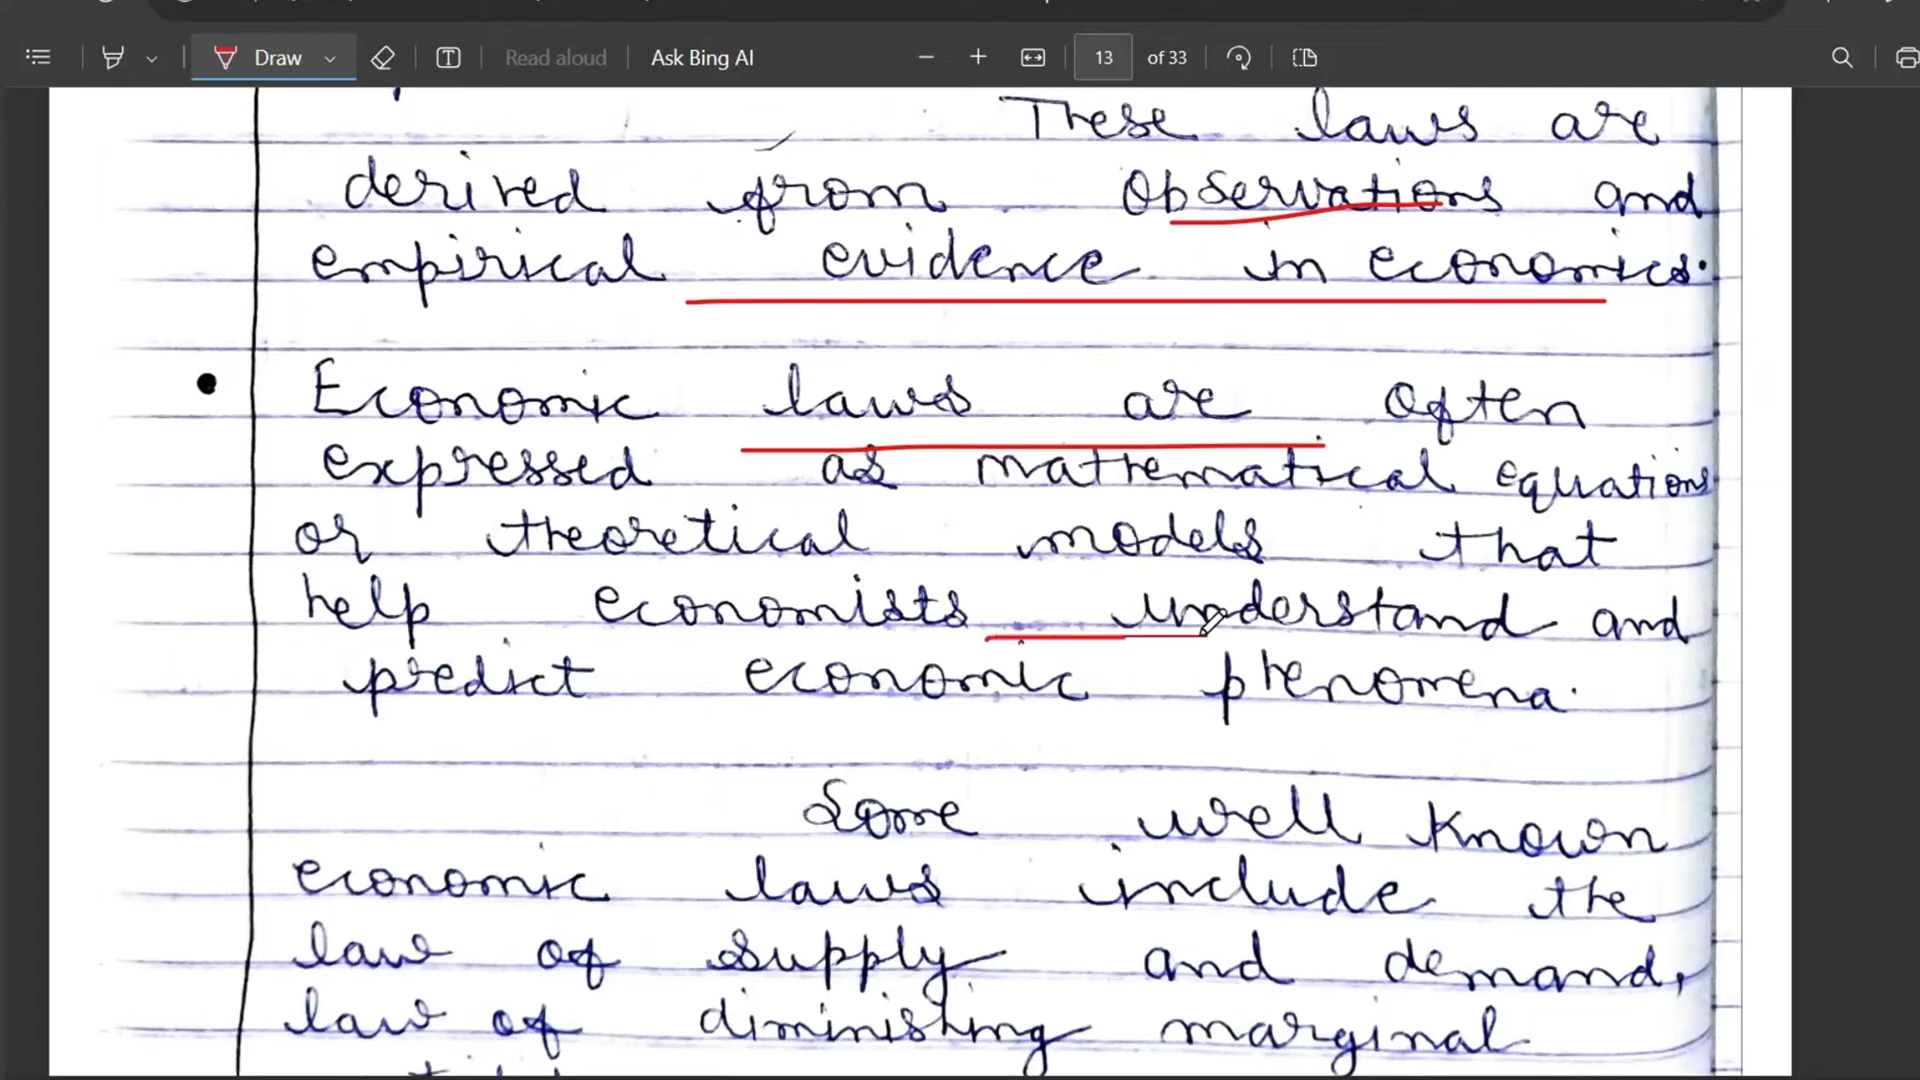 Draw
Read aloud
Ask Bing AI
13 of 33
These laws are
derived from observations and
empirical evidence in economics.
• Economic laws are often
expressed as mathematical equations
or theoretical models that
help economists understand and
predict economic phenomena.
Some well known
economic laws include the
law of supply and demand,
law of diminishing marginal